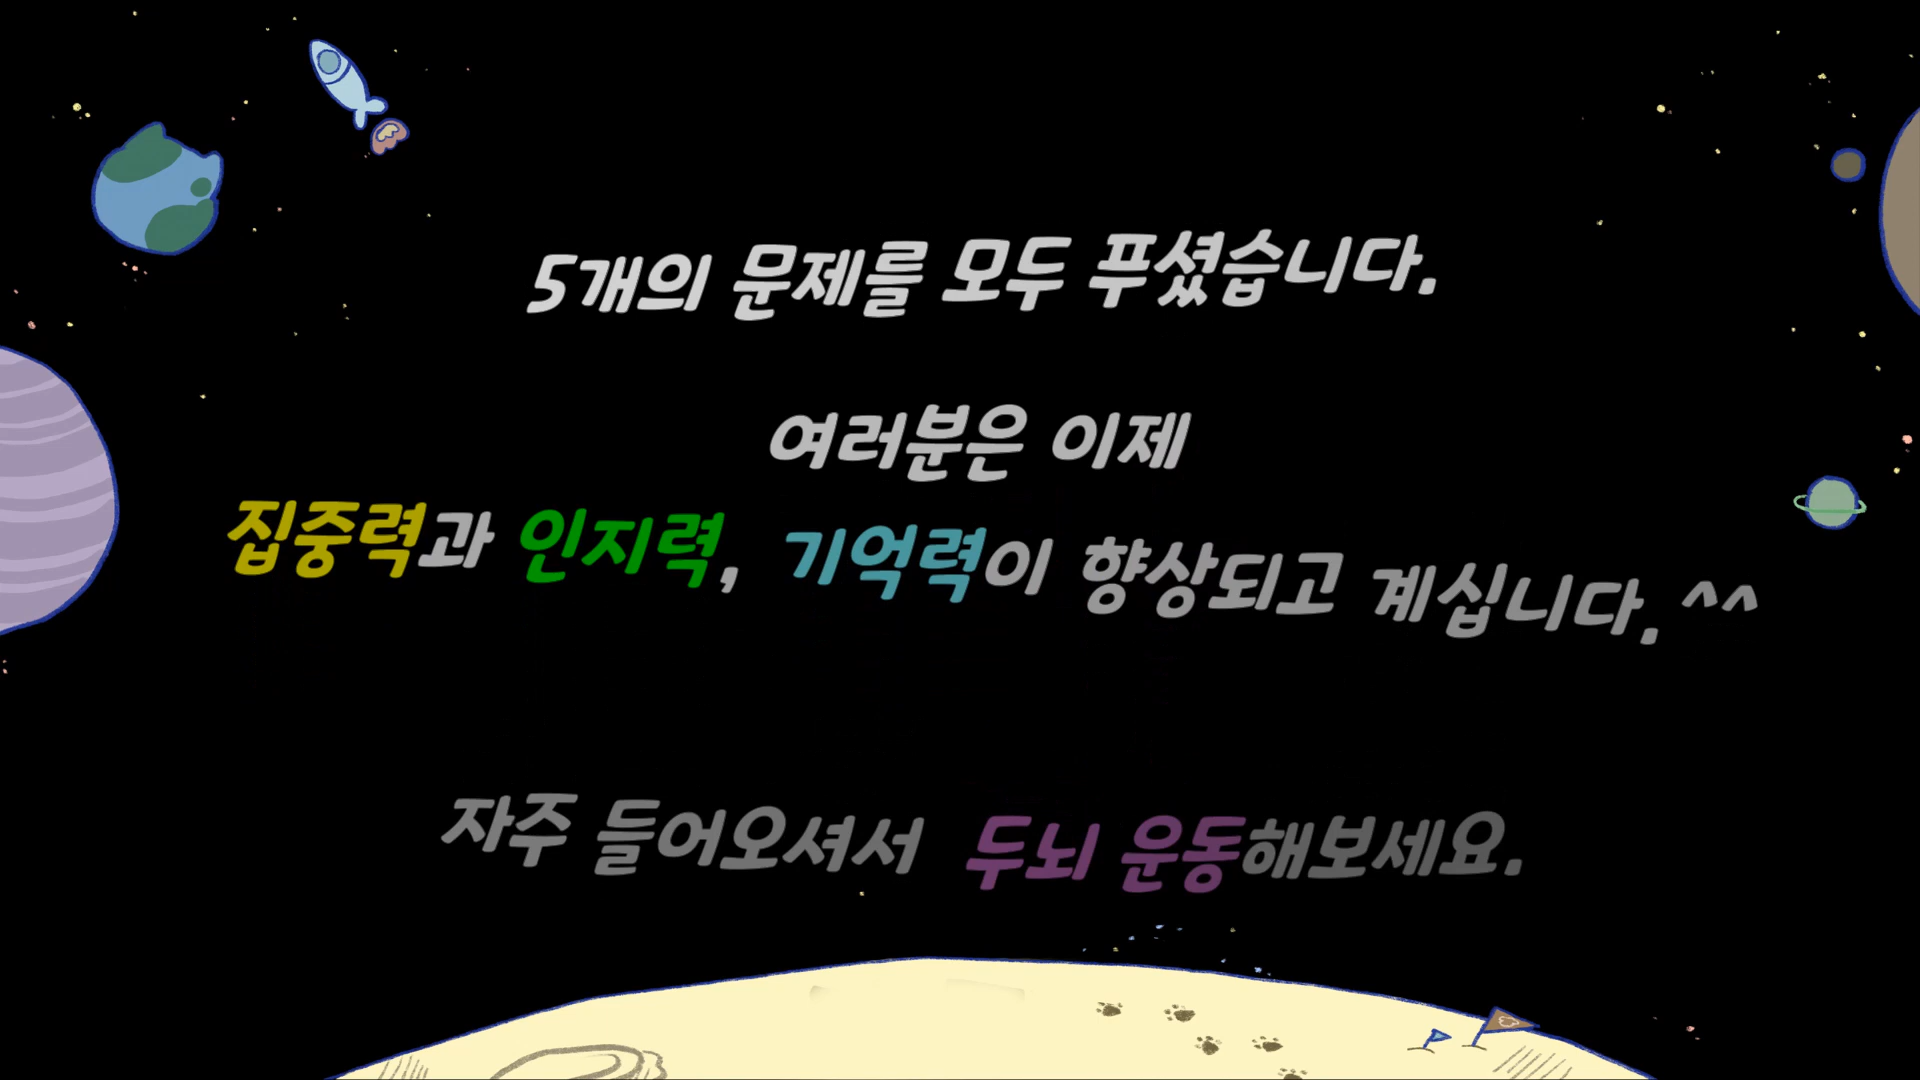 5개의 문제를 모두 푸셨습니다.
여러분은 이제
집중력과 인지력, 기억력이 향상되고 계십니다.^^
자주 들어오셔서 두뇌 운동해보세요.